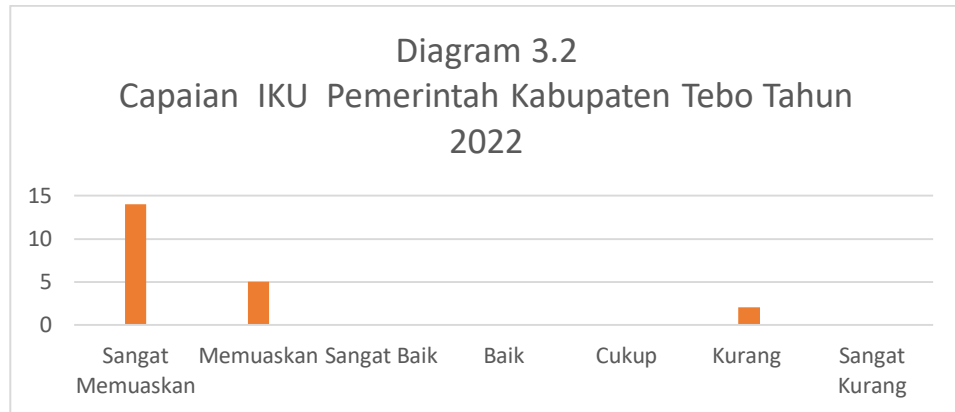 Diagram 3.2
Capaian IKU Pemerintah Kabupaten Tebo Tahun
2022
15
10
5
0
Sangat Memuaskan
Memuaskan
Sangat Baik
Baik
Cukup
Kurang
Sangat Kurang